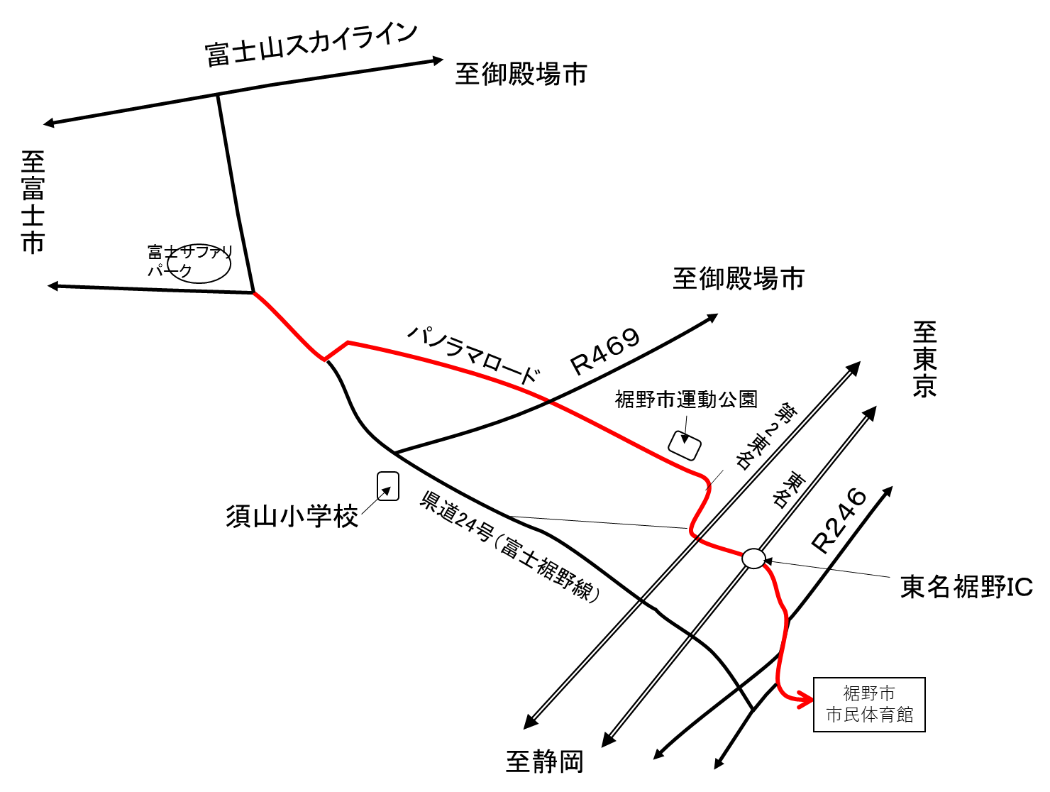 富士山スカイライン
至御殿場市
至富士市
富士サファリ
パーク
至御殿場市
パノラマロード
R469
至東京
裾野市運動公園
第2東名
東名
R246
須山小学校
県道24号(富士裾野線)
東名裾野IC
裾野市
市民体育館
至静岡